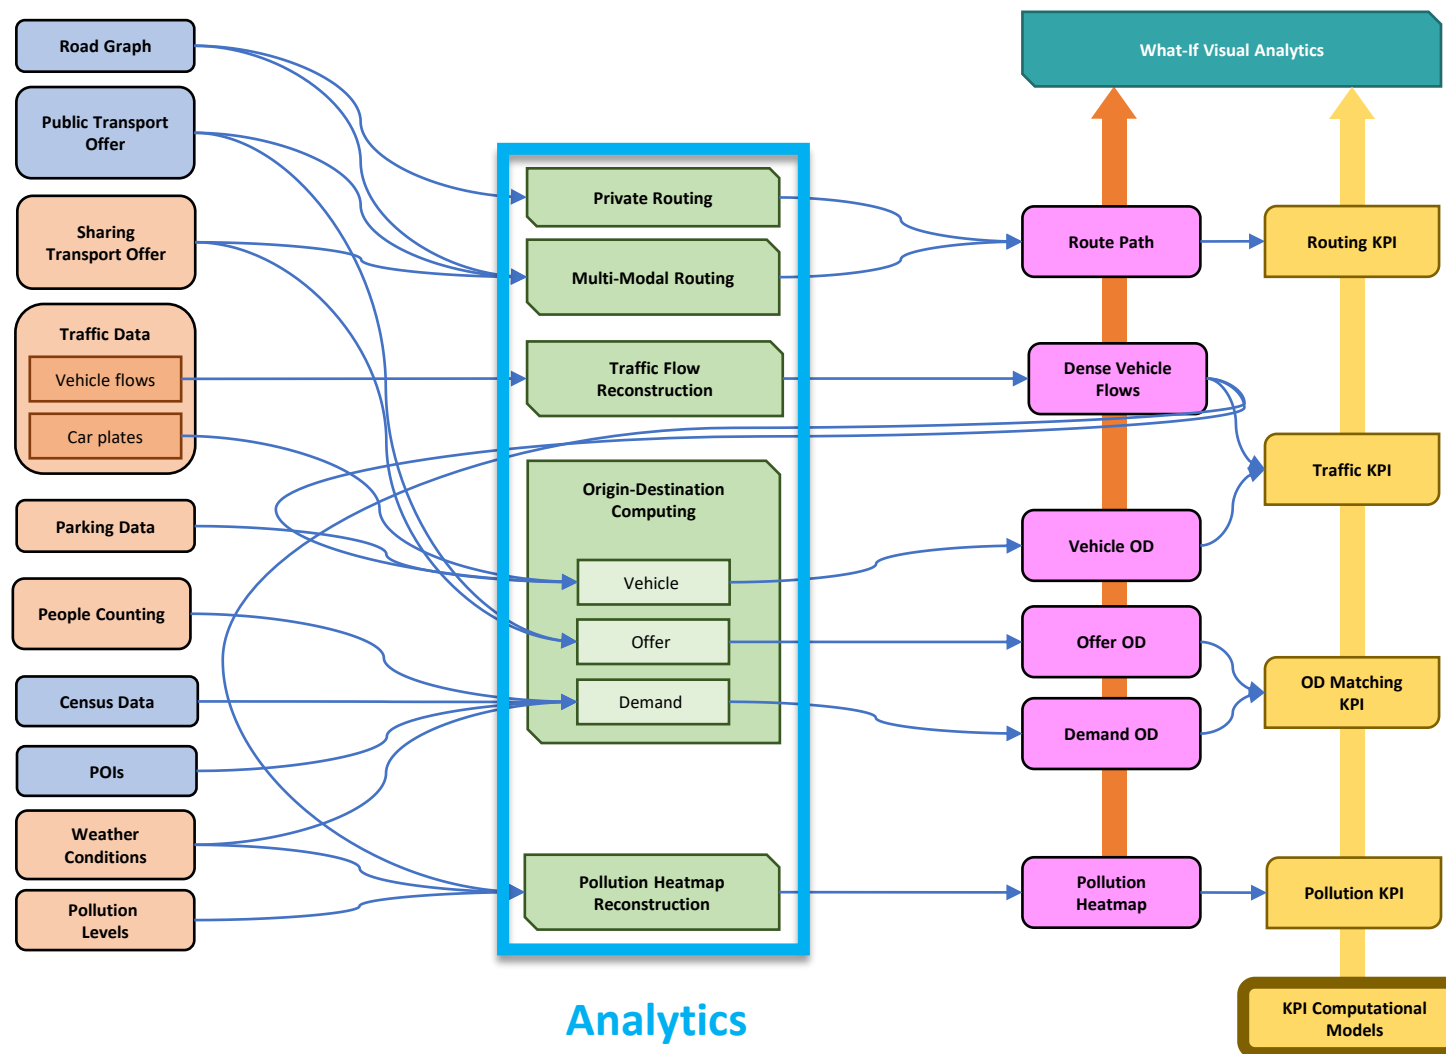 Road Graph
Public Transport
Offer
Sharing
Transport Offer
Traffic Data
Vehicle flows
Car plates
Parking Data
People Counting
Census Data
POIs
Weather
Conditions
Pollution
Levels
Private Routing
Multi-Modal Routing
Traffic Flow
Reconstruction
Origin-Destination
Computing
Vehicle
Offer
Demand
Pollution Heatmap
Reconstruction
Analytics
What-If Visual Analytics
Route Path
Dense Vehicle
Flows
Vehicle OD
Offer OD
Demand OD
Pollution
Heatmap
Routing KPI
Traffic KPI
OD Matching
KPI
Pollution KPI
KPI Computational
Models